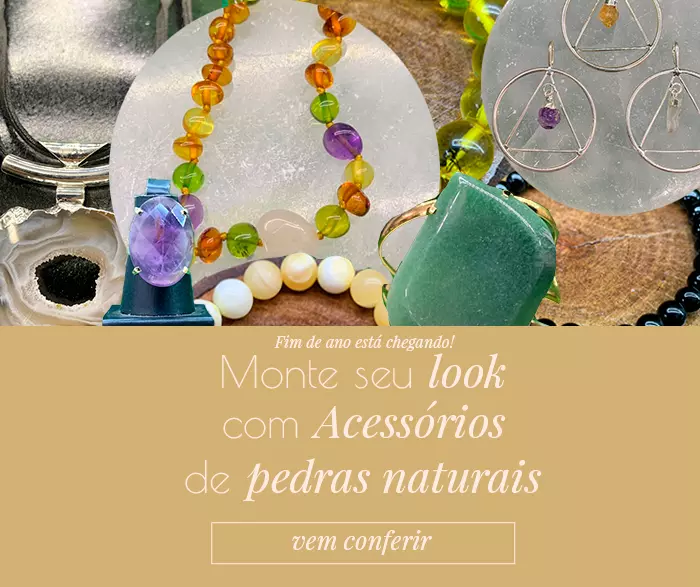 Fim de ano está chegando!
Monte seu look
com Acessórios
de pedras naturais
vem conferir